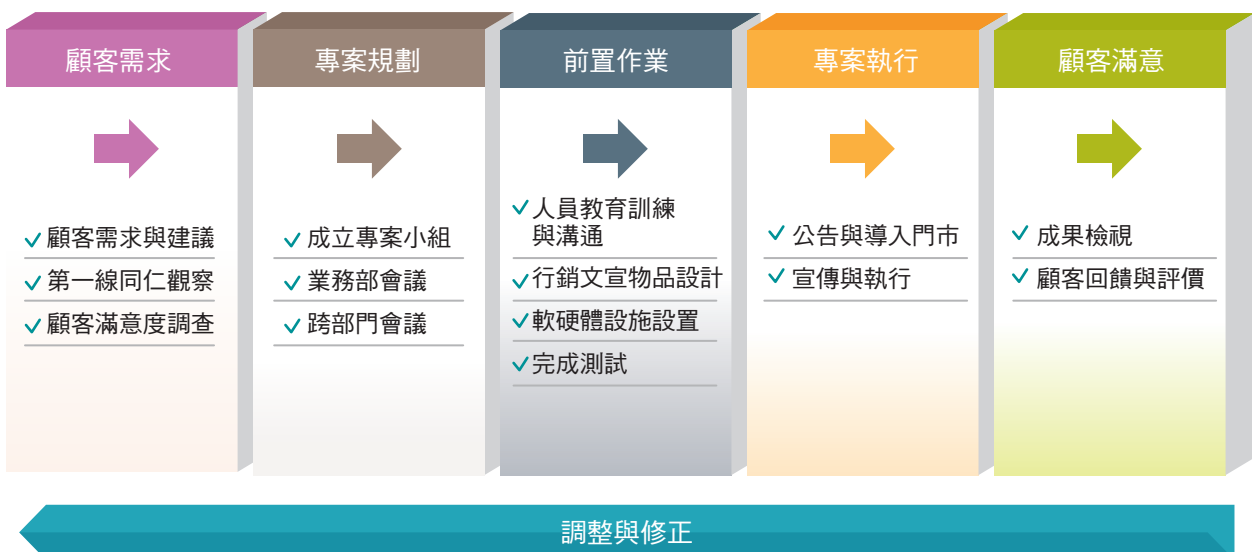 顧客需求
顧客需求與建議
第一線同仁觀察
顧客滿意度調查
專案規劃
成立專案小組
業務部會議
跨部門會議
前置作業
人員教育訓練
與溝通
行銷文宣物品設計
軟硬體設施設置
完成測試
專案執行
公告與導入門市
宣傳與執行
顧客滿意
成果檢視
顧客回饋與評價
調整與修正